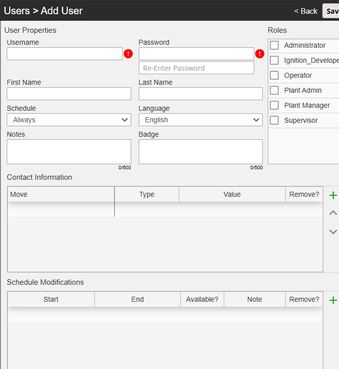 Users > Add User
< Back
Sav
User Properties
Roles
Username
Password
Re-Enter Password
Administrator
Ignition_Develope
Operator
Plant Admin
Plant Manager
Supervisor
First Name
Last Name
Schedule
Language
Always
English
Notes
Badge
0/500
0/500
Contact Information
Move
Type
Value
Remove?
Schedule Modifications
Start
End
Available?
Note
Remove?